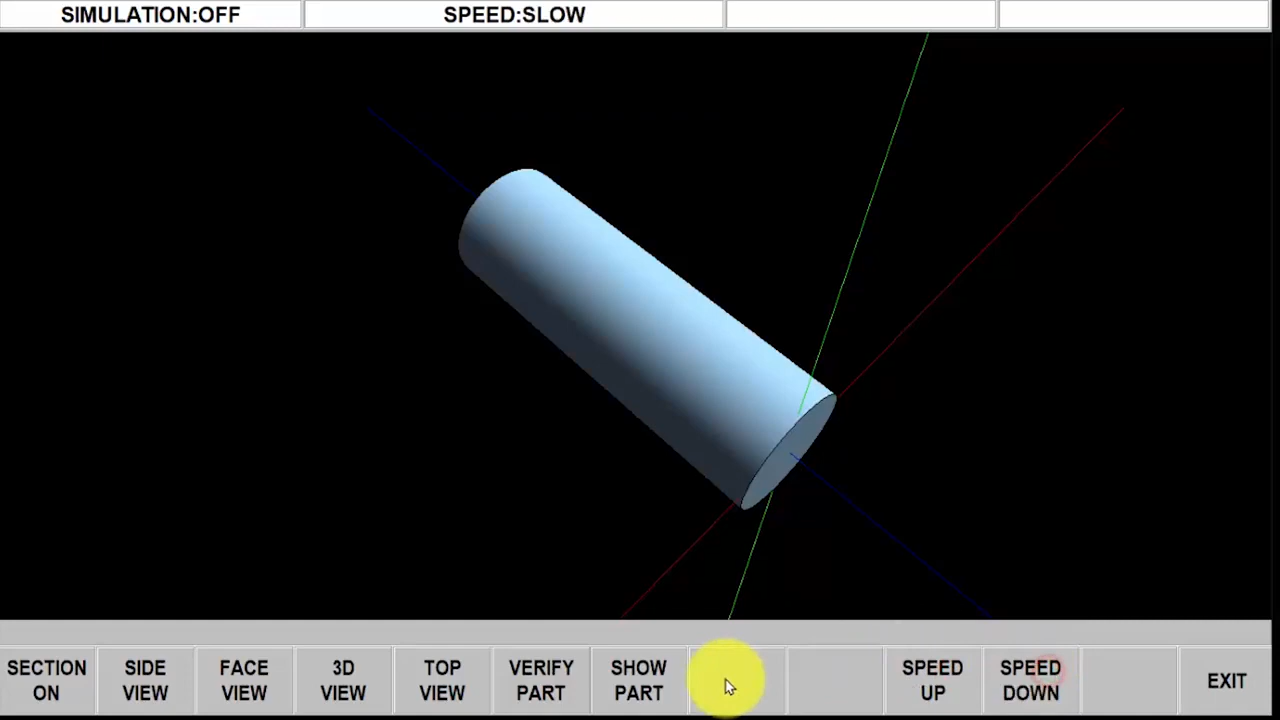 SIMULATION:OFF
SPEED:SLOW
SECTION ON
SIDE VIEW
FACE VIEW
3D VIEW
TOP VIEW
VERIFY PART
SHOW PART
SPEED UP
SPEED DOWN
EXIT